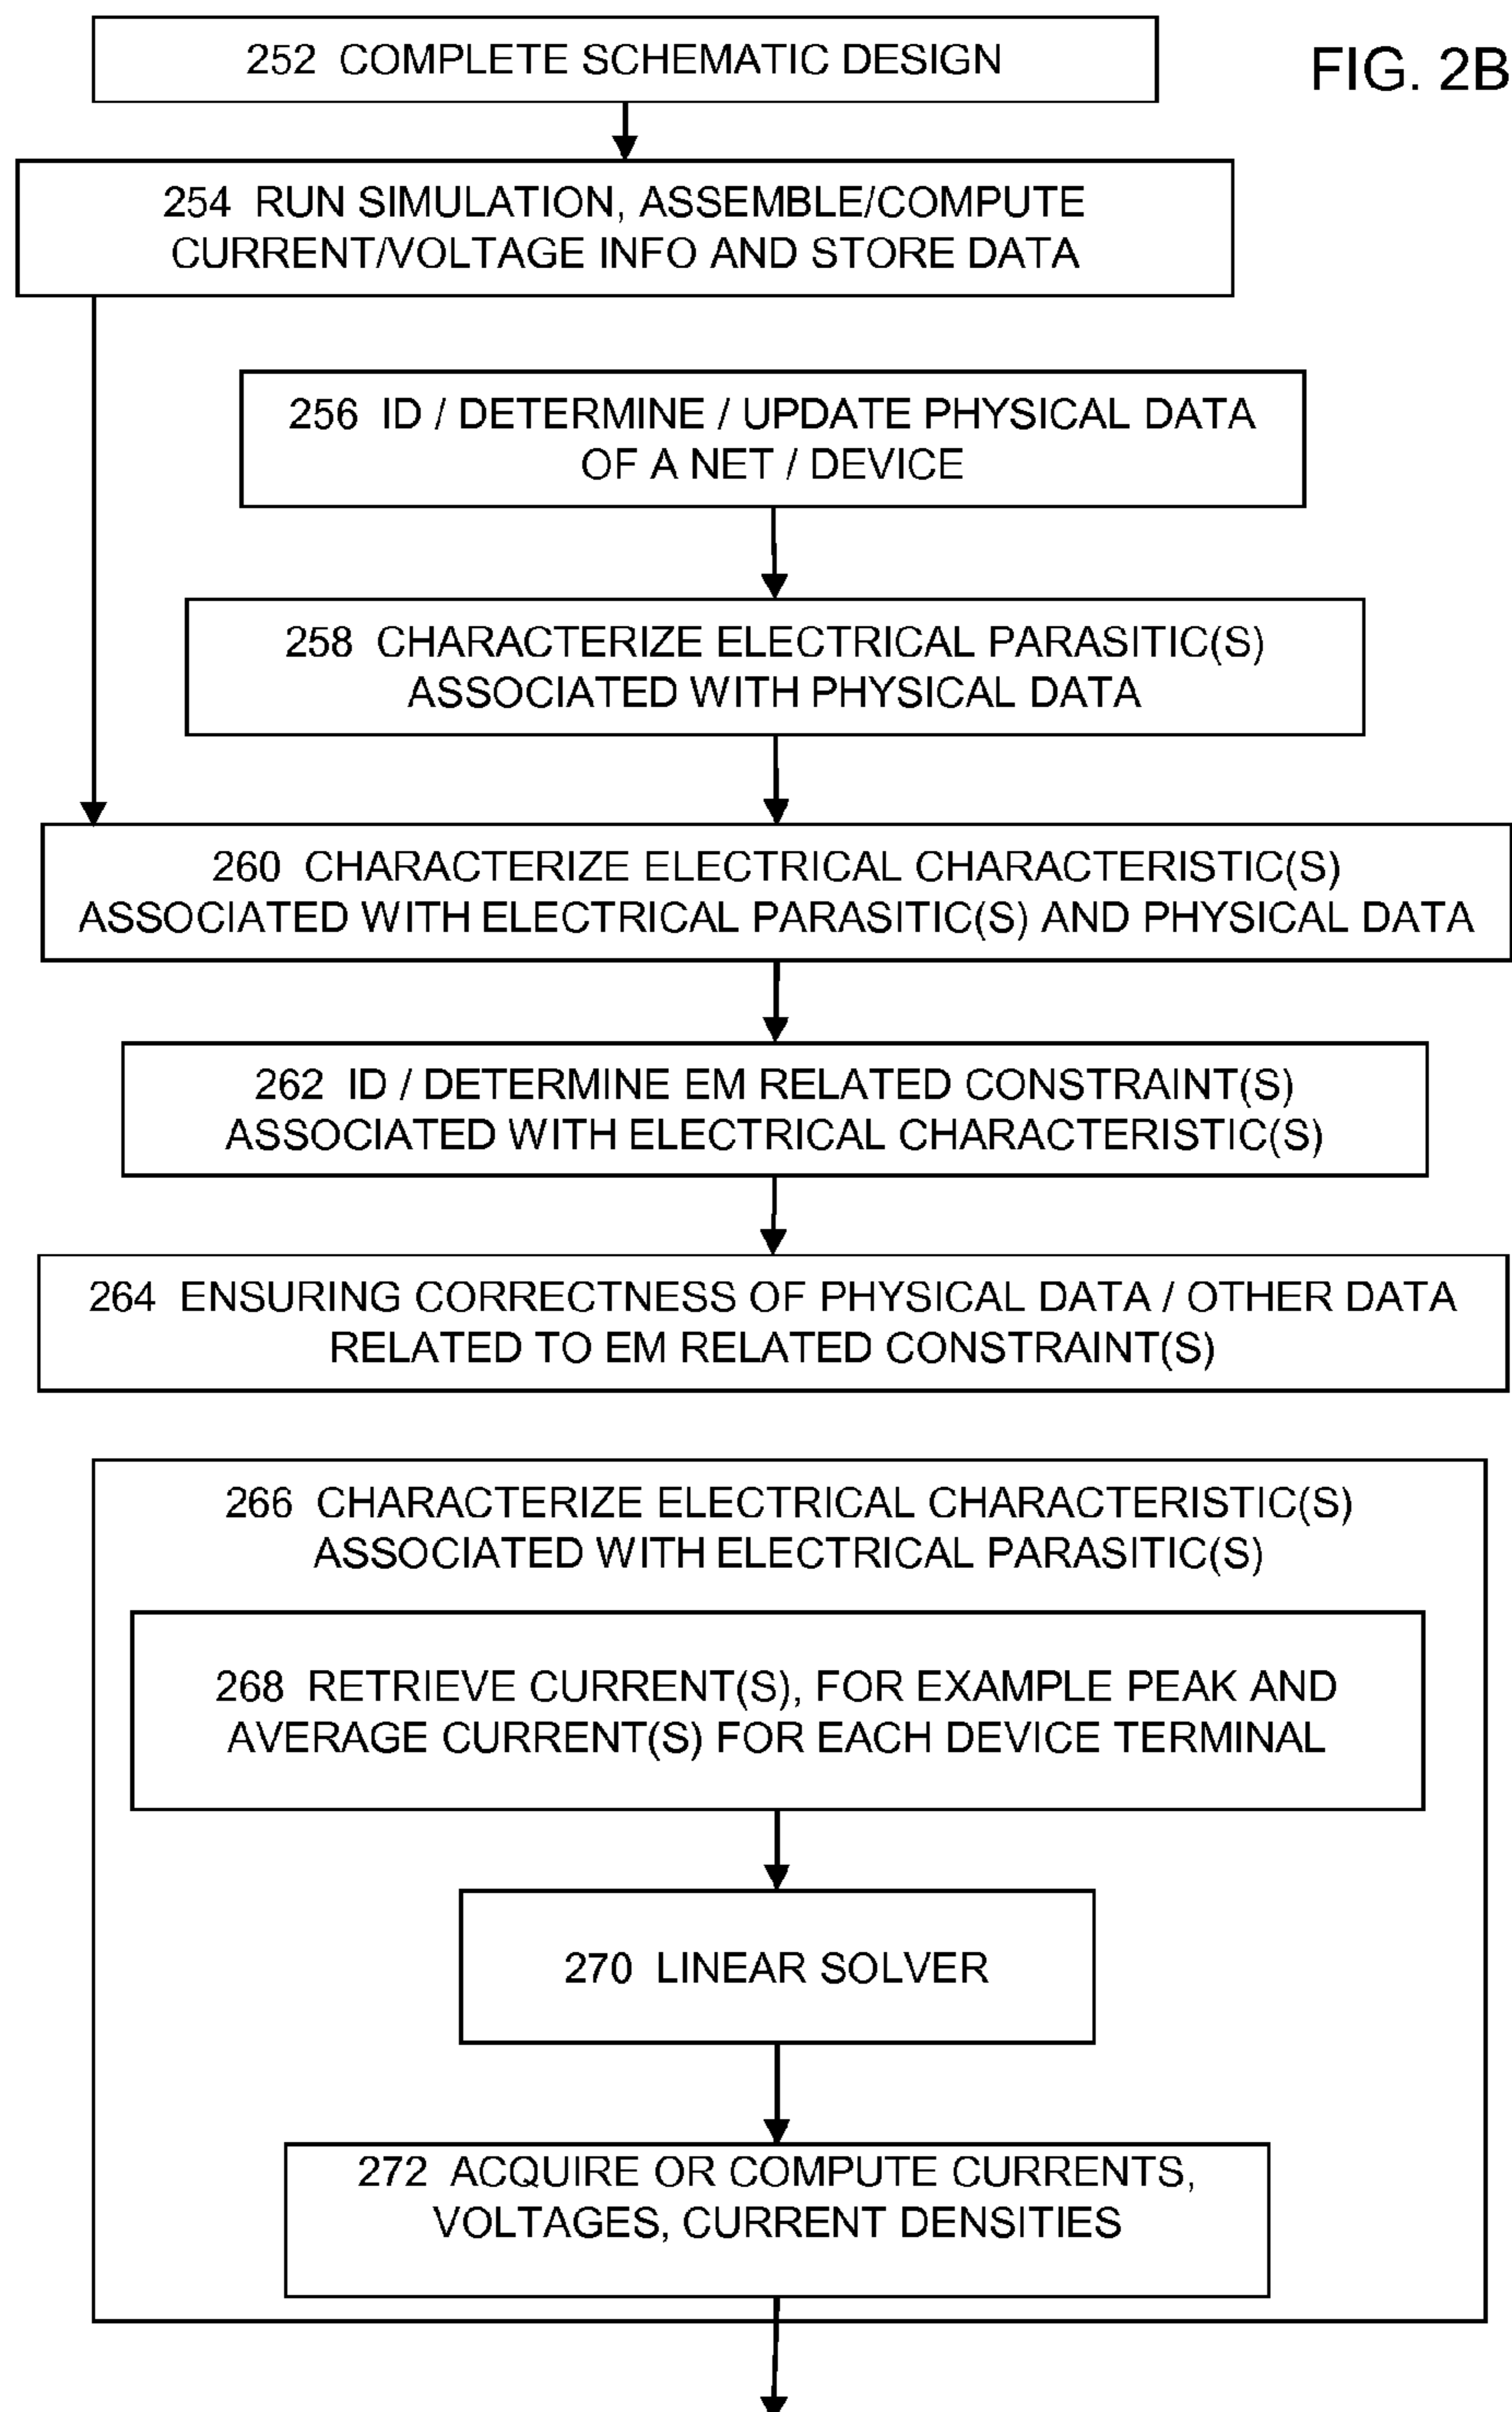 252 COMPLETE SCHEMATIC DESIGN
FIG. 2B
254 RUN SIMULATION, ASSEMBLE/COMPUTE
CURRENT/VOLTAGE INFO AND STORE DATA
256 ID / DETERMINE / UPDATE PHYSICAL DATA
OF A NET / DEVICE
258 CHARACTERIZE ELECTRICAL PARASITIC(S)
ASSOCIATED WITH PHYSICAL DATA
260 CHARACTERIZE ELECTRICAL CHARACTERISTIC(S)
ASSOCIATED WITH ELECTRICAL PARASITIC(S) AND PHYSICAL DATA
262 ID / DETERMINE EM RELATED CONSTRAINT(S)
ASSOCIATED WITH ELECTRICAL CHARACTERISTIC(S)
264 ENSURING CORRECTNESS OF PHYSICAL DATA / OTHER DATA
RELATED TO EM RELATED CONSTRAINT(S)
266 CHARACTERIZE ELECTRICAL CHARACTERISTIC(S)
ASSOCIATED WITH ELECTRICAL PARASITIC(S)
268 RETRIEVE CURRENT(S), FOR EXAMPLE PEAK AND
AVERAGE CURRENT(S) FOR EACH DEVICE TERMINAL
270 LINEAR SOLVER
272 ACQUIRE OR COMPUTE CURRENTS,
VOLTAGES, CURRENT DENSITIES